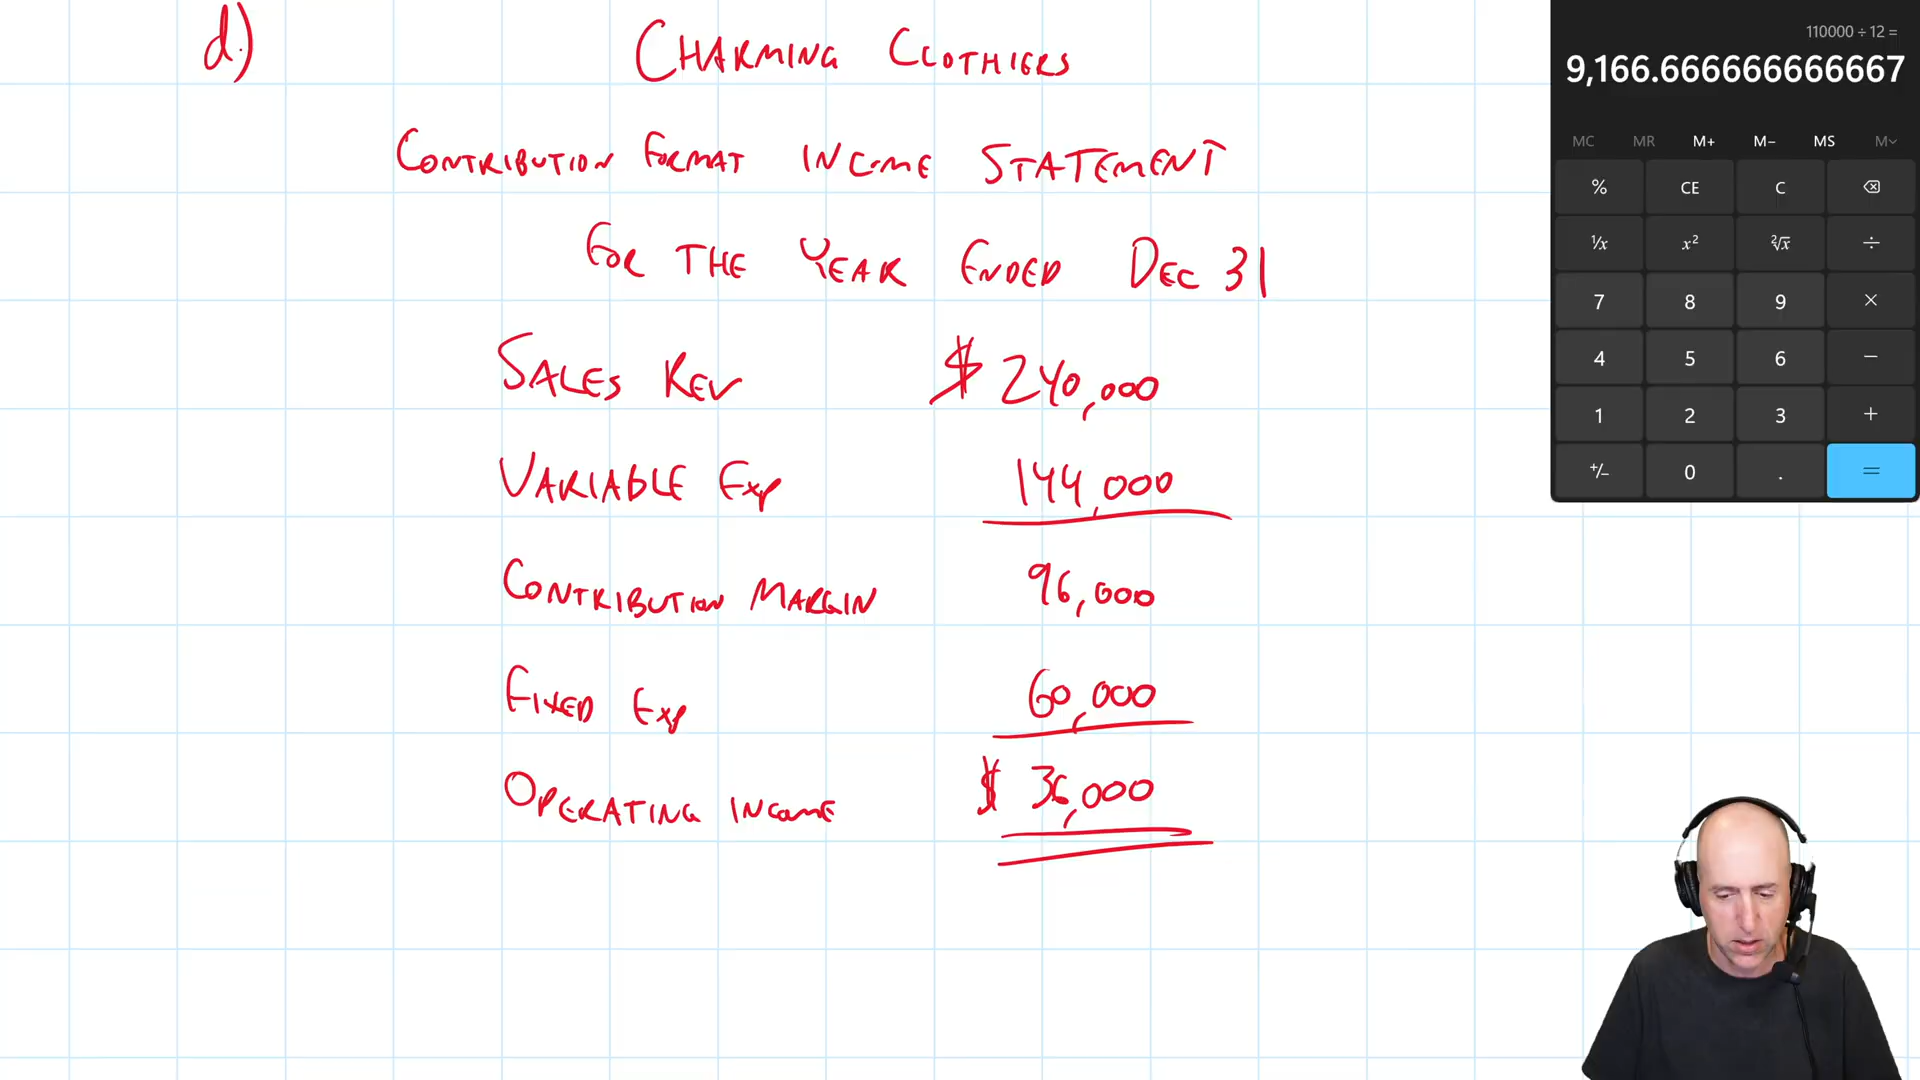 d.)
CHARMING CLOTHIERS
CONTRIBUTION FORMAT INCOME STATEMENT
FOR THE YEAR ENDED DEC 31
SALES REV $ 240,000
VARIABLE EXP 144,000
CONTRIBUTION MARGIN 96,000
FIXED EXP 60,000
OPERATING INCOME $ 36,000
110000 ÷ 12 =
9,166.666666666667
MC MR M+ M− MS M˅
% CE C ⌫
¹/x x² ²√x ÷
7 8 9 ×
4 5 6 −
1 2 3 +
+/− 0 . =